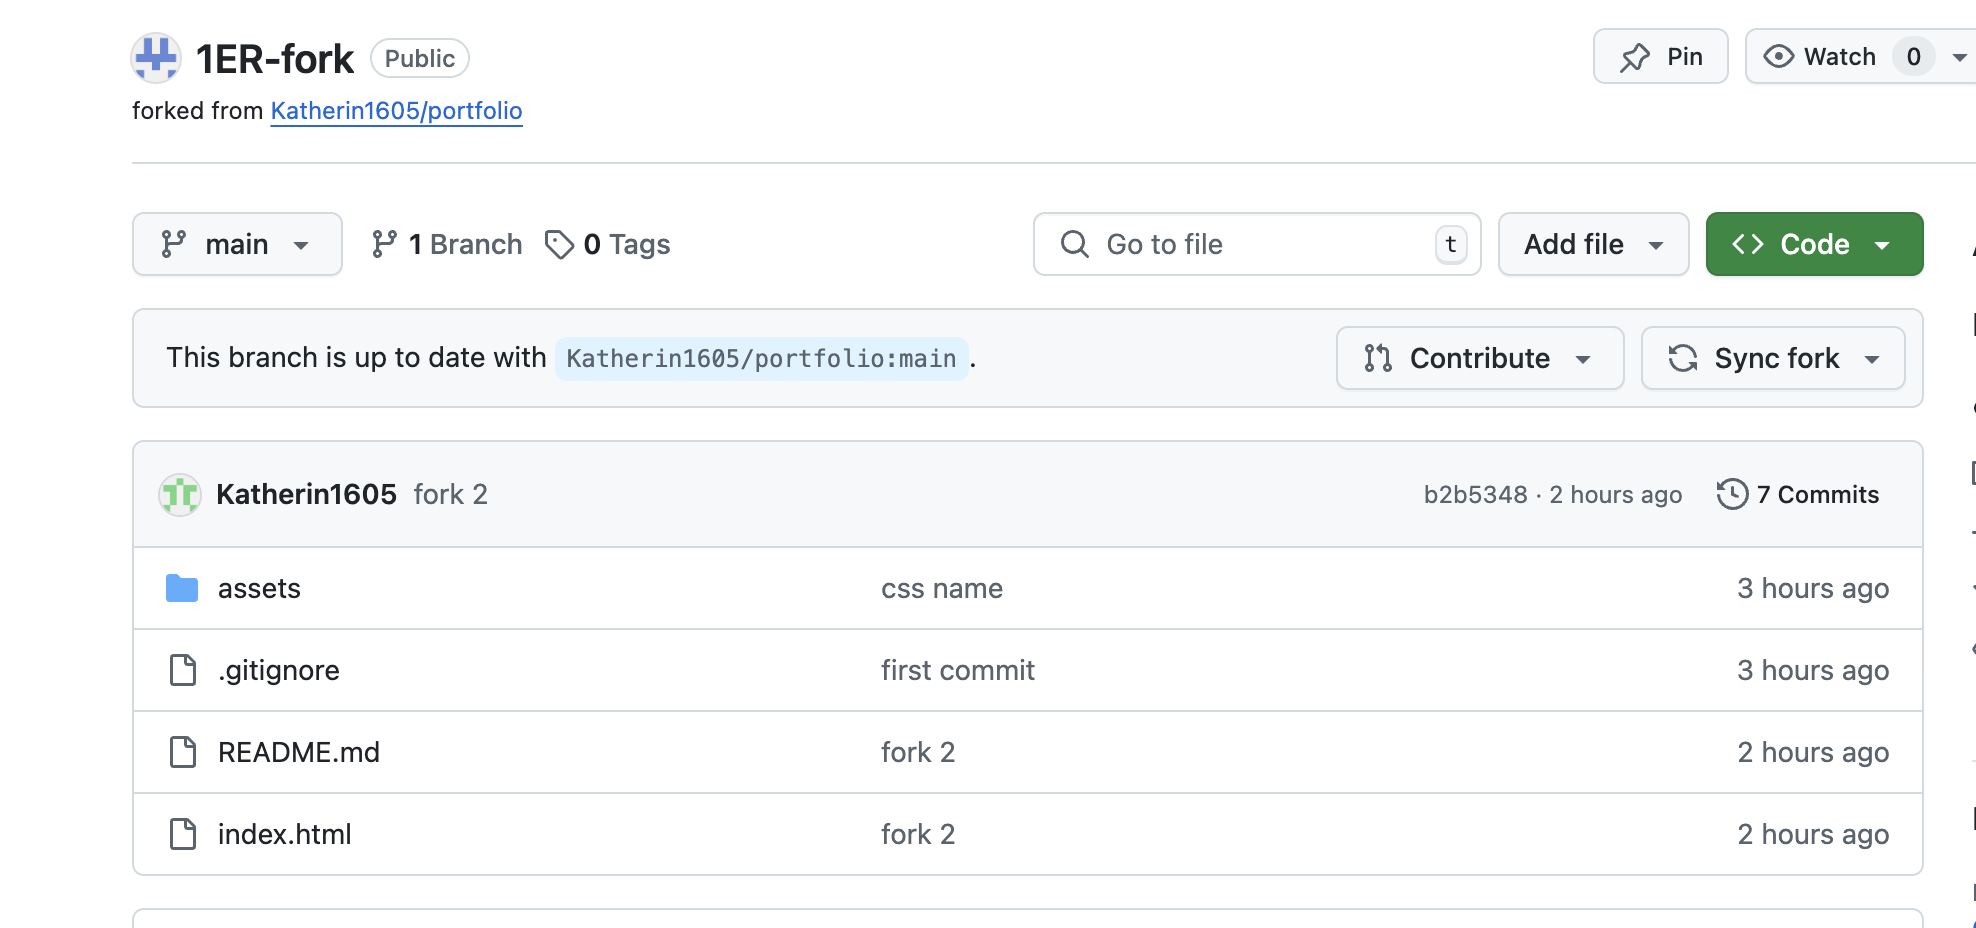 1ER-fork Public
Pin
Watch 0
forked from Katherin1605/portfolio
main
1 Branch
0 Tags
Go to file t
Add file
Code
This branch is up to date with Katherin1605/portfolio:main.
Contribute
Sync fork
Katherin1605 fork 2
b2b5348 · 2 hours ago
7 Commits
assets css name 3 hours ago
.gitignore first commit 3 hours ago
README.md fork 2 2 hours ago
index.html fork 2 2 hours ago